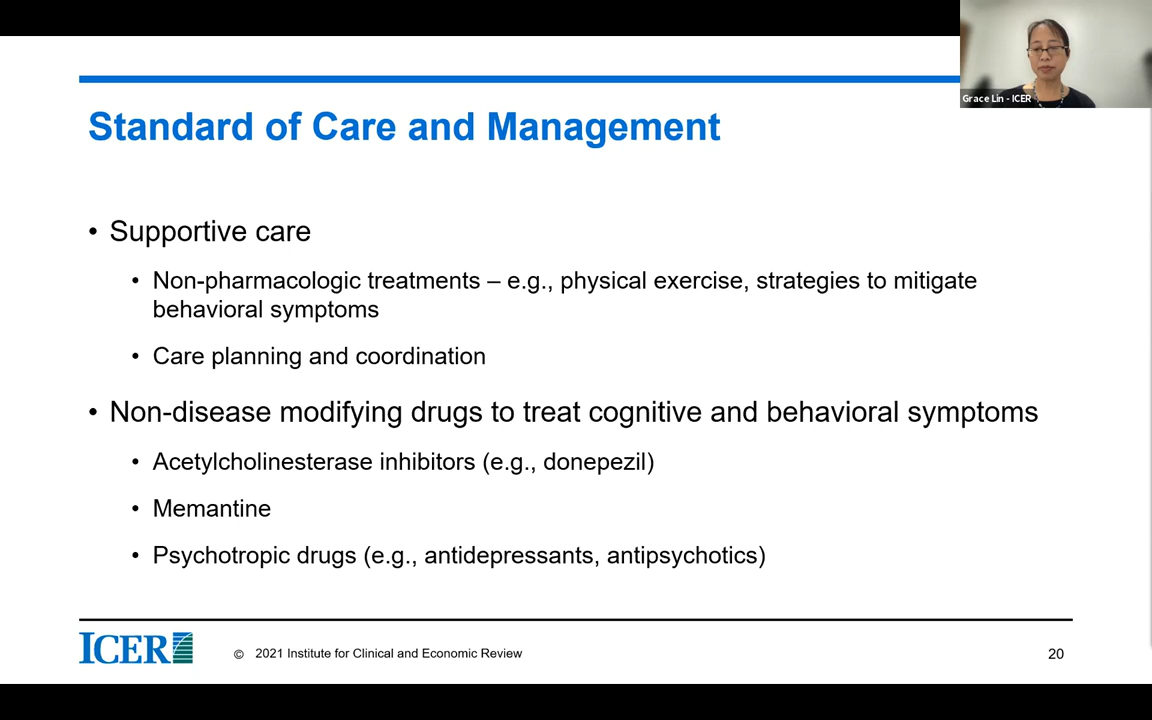 Grace Lin - ICER
Standard of Care and Management
• Supportive care
• Non-pharmacologic treatments – e.g., physical exercise, strategies to mitigate
behavioral symptoms
• Care planning and coordination
• Non-disease modifying drugs to treat cognitive and behavioral symptoms
• Acetylcholinesterase inhibitors (e.g., donepezil)
• Memantine
• Psychotropic drugs (e.g., antidepressants, antipsychotics)
ICER
© 2021 Institute for Clinical and Economic Review
20